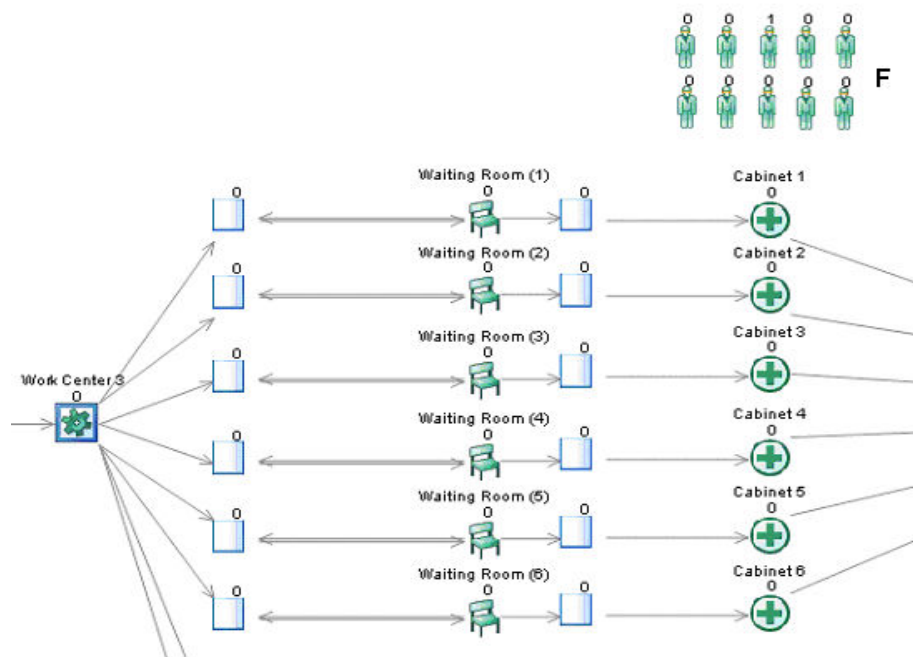 0 0 1 0 0
0 0 0 0 0
F
Waiting Room (1)
Cabinet 1
0 0 0 0
Waiting Room (2)
Cabinet 2
0 0 0 0
Waiting Room (3)
Cabinet 3
0 0 0 0
Work Center 3
0
Waiting Room (4)
Cabinet 4
0 0 0 0
Waiting Room (5)
Cabinet 5
0 0 0 0
Waiting Room (6)
Cabinet 6
0 0 0 0